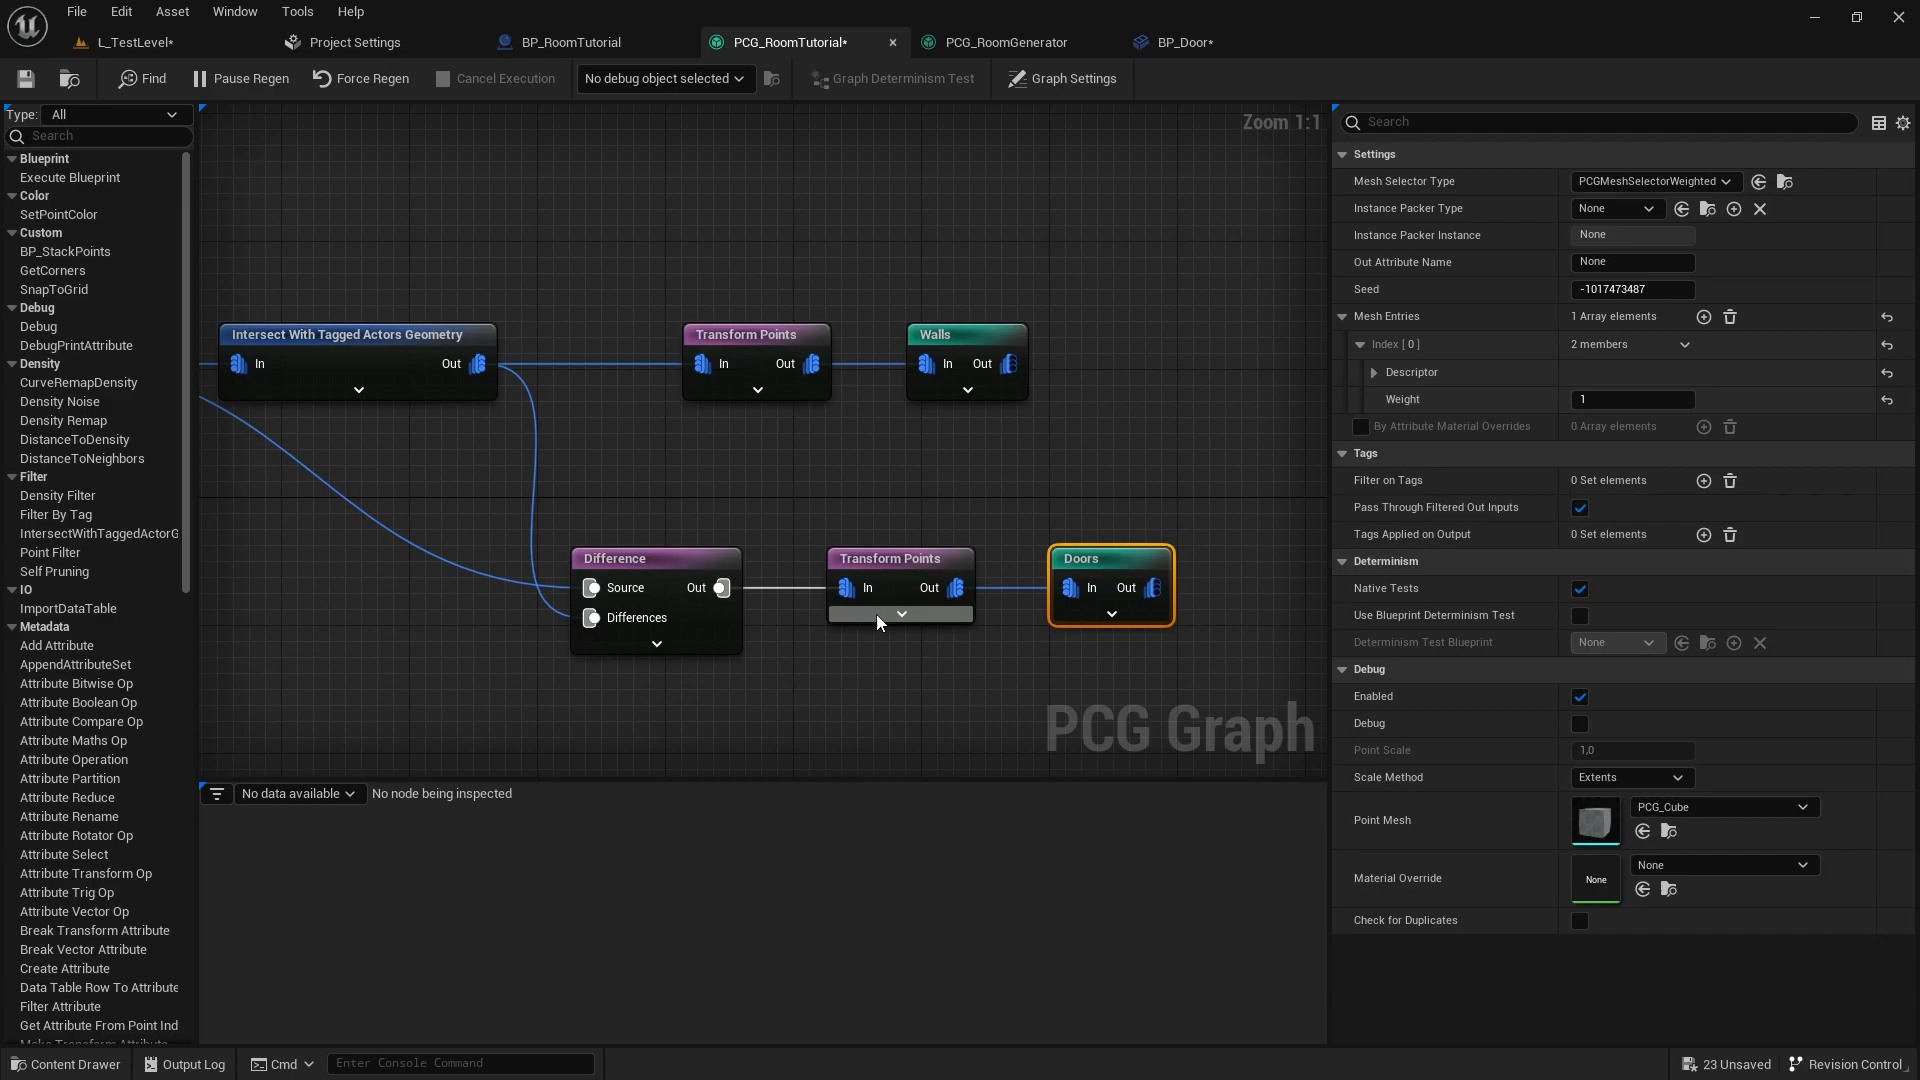 File Edit Asset Window Tools Help
L_TestLevel* Project Settings BP_RoomTutorial PCG_RoomTutorial* PCG_RoomGenerator BP_Door*
Find Pause Regen Force Regen Cancel Execution No debug object selected Graph Determinism Test Graph Settings
Type: All
Search
Blueprint
Execute Blueprint
Color
SetPointColor
Custom
BP_StackPoints
GetCorners
SnapToGrid
Debug
Debug
DebugPrintAttribute
Density
CurveRemapDensity
Density Noise
Density Remap
DistanceToDensity
DistanceToNeighbors
Filter
Density Filter
Filter By Tag
IntersectWithTaggedActorG
Point Filter
Self Pruning
IO
ImportDataTable
Metadata
Add Attribute
AppendAttributeSet
Attribute Bitwise Op
Attribute Boolean Op
Attribute Compare Op
Attribute Maths Op
Attribute Operation
Attribute Partition
Attribute Reduce
Attribute Rename
Attribute Rotator Op
Attribute Select
Attribute Transform Op
Attribute Trig Op
Attribute Vector Op
Break Transform Attribute
Break Vector Attribute
Create Attribute
Data Table Row To Attribute
Filter Attribute
Get Attribute From Point Ind
Make Transform Attribute
Zoom 1:1
Intersect With Tagged Actors Geometry
In Out
Transform Points
In Out
Walls
In Out
Difference
Source Out
Differences
Transform Points
In Out
Doors
In Out
PCG Graph
No data available No node being inspected
Search
Settings
Mesh Selector Type PCGMeshSelectorWeighted
Instance Packer Type None
Instance Packer Instance None
Out Attribute Name None
Seed -1017473487
Mesh Entries 1 Array elements
Index [ 0 ] 2 members
Descriptor
Weight 1
By Attribute Material Overrides 0 Array elements
Tags
Filter on Tags 0 Set elements
Pass Through Filtered Out Inputs
Tags Applied on Output 0 Set elements
Determinism
Native Tests
Use Blueprint Determinism Test
Determinism Test Blueprint None
Debug
Enabled
Debug
Point Scale 1,0
Scale Method Extents
Point Mesh PCG_Cube
Material Override None None
Check for Duplicates
Content Drawer Output Log Cmd Enter Console Command 23 Unsaved Revision Control